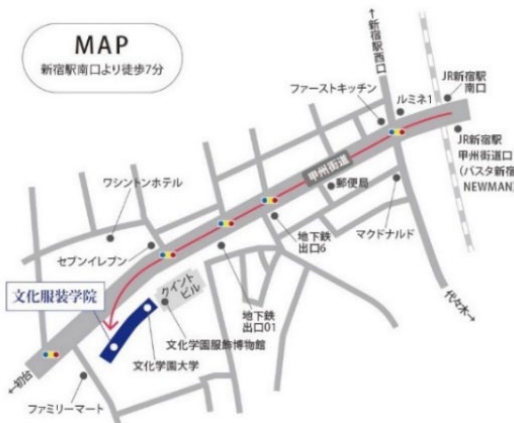 MAP
新宿駅南口より徒歩7分
←新宿駅西口
ファーストキッチン
ルミネ1
JR新宿駅
南口
JR新宿駅
甲州街道口
(バスタ新宿
NEWMAN)
甲州街道
郵便局
マクドナルド
ワシントンホテル
セブンイレブン
地下鉄
出口6
地下鉄
出口01
クイント
ビル
文化服装学院
文化学園服飾博物館
文化学園大学
代々木→
←初台
ファミリーマート